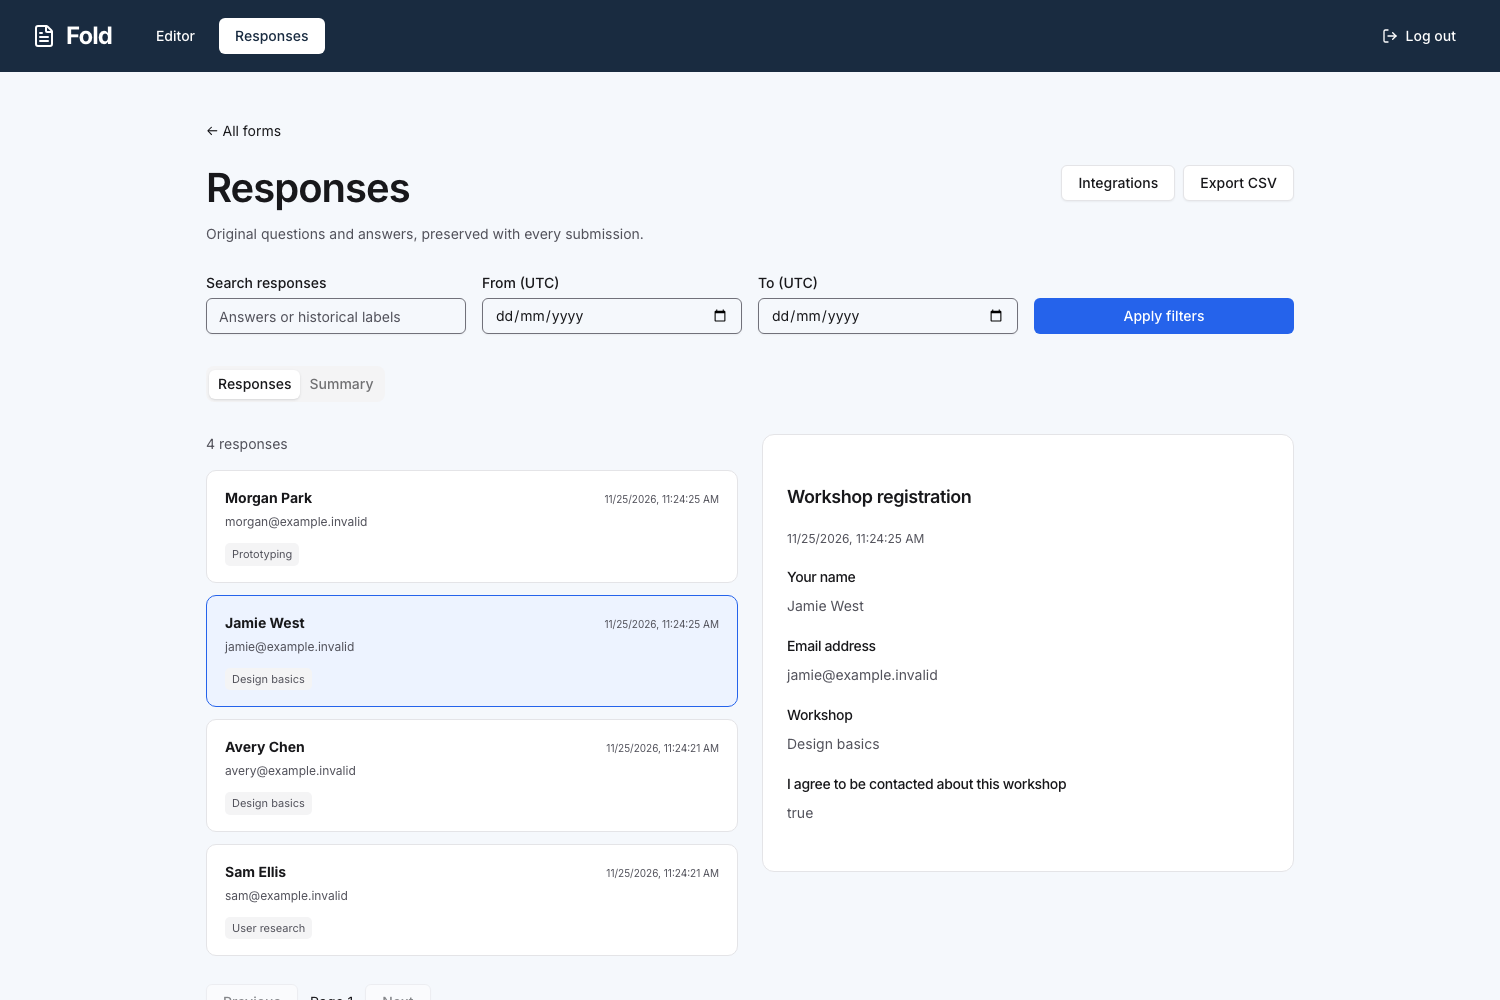 Fold
Editor
Responses
Log out
← All forms
Responses
Integrations
Export CSV
Original questions and answers, preserved with every submission.
Search responses
From (UTC)
To (UTC)
Answers or historical labels
dd/mm/yyyy
dd/mm/yyyy
Apply filters
Responses
Summary
4 responses
Morgan Park
11/25/2026, 11:24:25 AM
morgan@example.invalid
Prototyping
Jamie West
11/25/2026, 11:24:25 AM
jamie@example.invalid
Design basics
Avery Chen
11/25/2026, 11:24:21 AM
avery@example.invalid
Design basics
Sam Ellis
11/25/2026, 11:24:21 AM
sam@example.invalid
User research
Previous
Page 1
Next
Workshop registration
11/25/2026, 11:24:25 AM
Your name
Jamie West
Email address
jamie@example.invalid
Workshop
Design basics
I agree to be contacted about this workshop
true